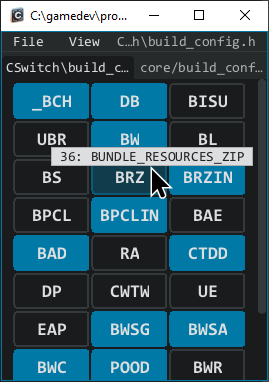 C:\gamedev\pro...
File View C...h\build_config.h
CSwitch\build_c... core/build_conf...
_BCH DB BISU
UBR BW BL
36: BUNDLE_RESOURCES_ZIP
BS BRZ BRZIN
BPCL BPCLIN BAE
BAD RA CTDD
DP CWTW UE
EAP BWSG BWSA
BWC POOD BWR